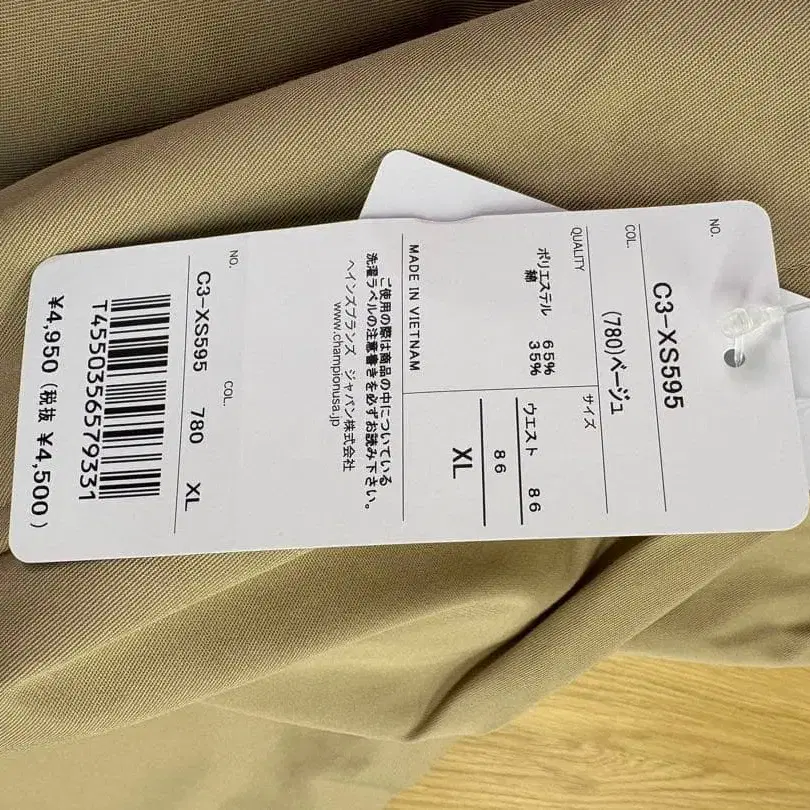 NO.
C3-XS595
COL.
(780)ベージュ
QUALITY
ポリエステル 65%
綿 35%
サイズ
ウエスト 86
86
XL
MADE IN VIETNAM
ご使用の際は商品の中についている
洗濯ラベルの注意書きを必ずお読み下さい。
ヘインズブランズ ジャパン株式会社
www.championusa.jp
NO. COL.
C3-XS595 780 XL
T4550356579331
¥4,950(税抜 ¥4,500)